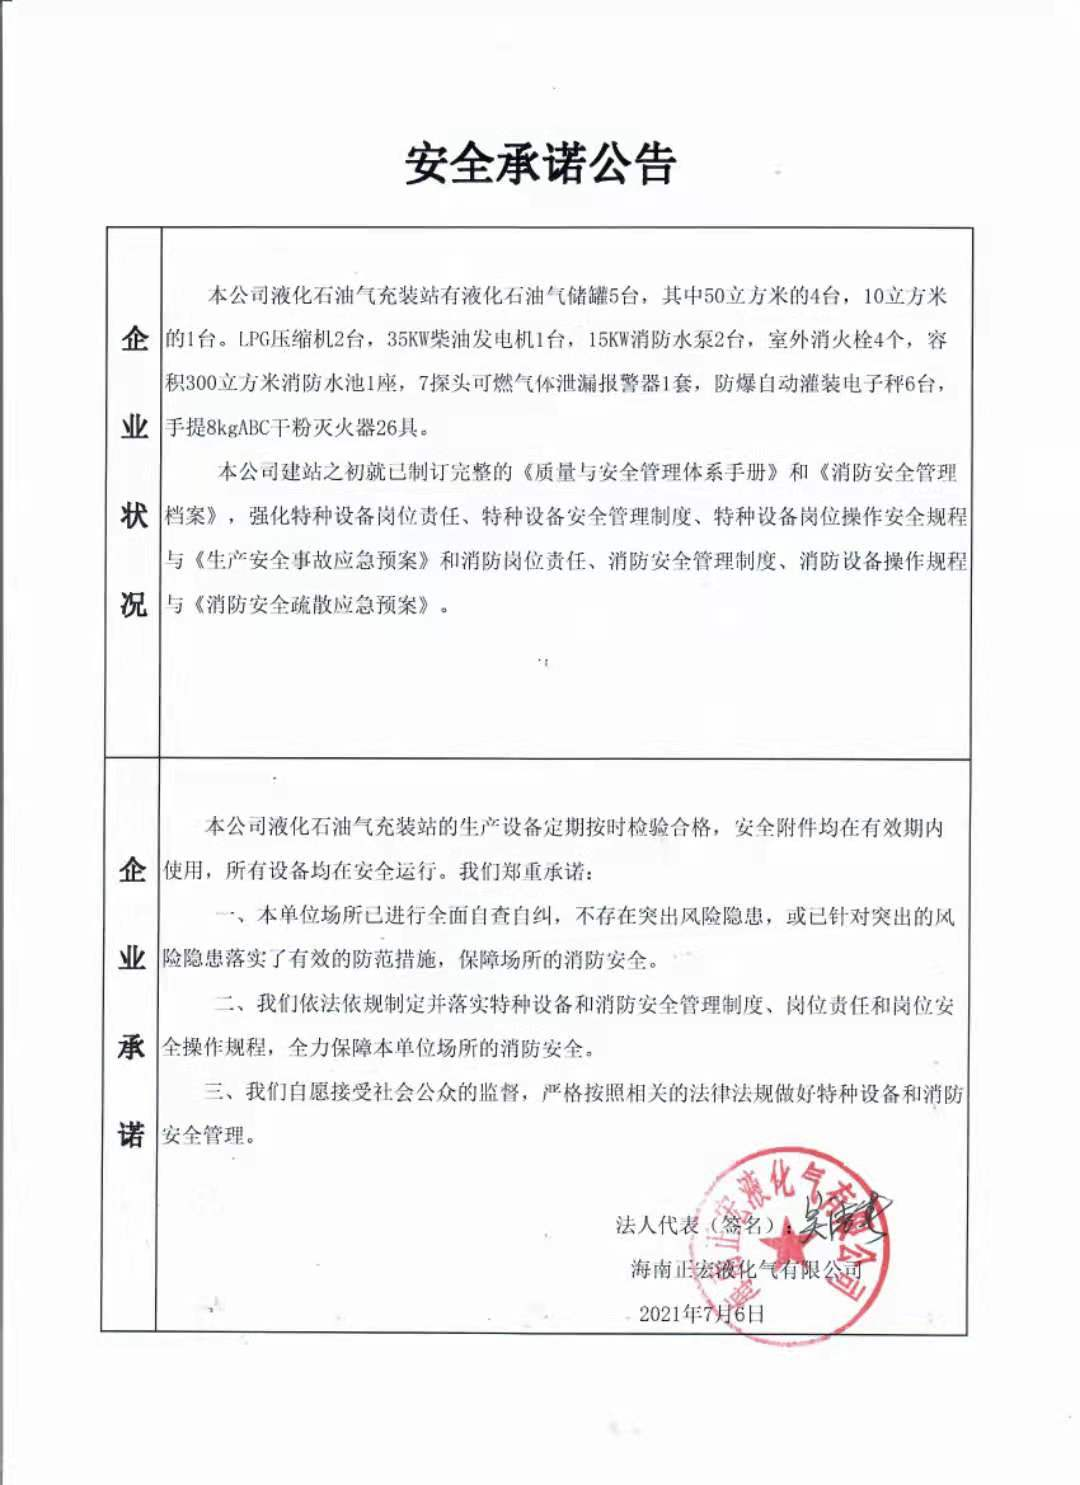 安全承诺公告
企业状况
本公司液化石油气充装站有液化石油气储罐5台，其中50立方米的4台，10立方米
的1台。LPG压缩机2台，35KW柴油发电机1台，15KW消防水泵2台，室外消火栓4个，容
积300立方米消防水池1座，7探头可燃气体泄漏报警器1套，防爆自动灌装电子秤6台，
手提8kgABC干粉灭火器26具。
本公司建站之初就已制订完整的《质量与安全管理体系手册》和《消防安全管理
档案》，强化特种设备岗位责任、特种设备安全管理制度、特种设备岗位操作安全规程
与《生产安全事故应急预案》和消防岗位责任、消防安全管理制度、消防设备操作规程
与《消防安全疏散应急预案》。
企业承诺
本公司液化石油气充装站的生产设备定期按时检验合格，安全附件均在有效期内
使用，所有设备均在安全运行。我们郑重承诺：
一、本单位场所已进行全面自查自纠，不存在突出风险隐患，或已针对突出的风
险隐患落实了有效的防范措施，保障场所的消防安全。
二、我们依法依规制定并落实特种设备和消防安全管理制度、岗位责任和岗位安
全操作规程，全力保障本单位场所的消防安全。
三、我们自愿接受社会公众的监督，严格按照相关的法律法规做好特种设备和消防
安全管理。
法人代表（签名）：
海南正宏液化气有限公司
2021年7月6日
海南正宏液化气有限公司